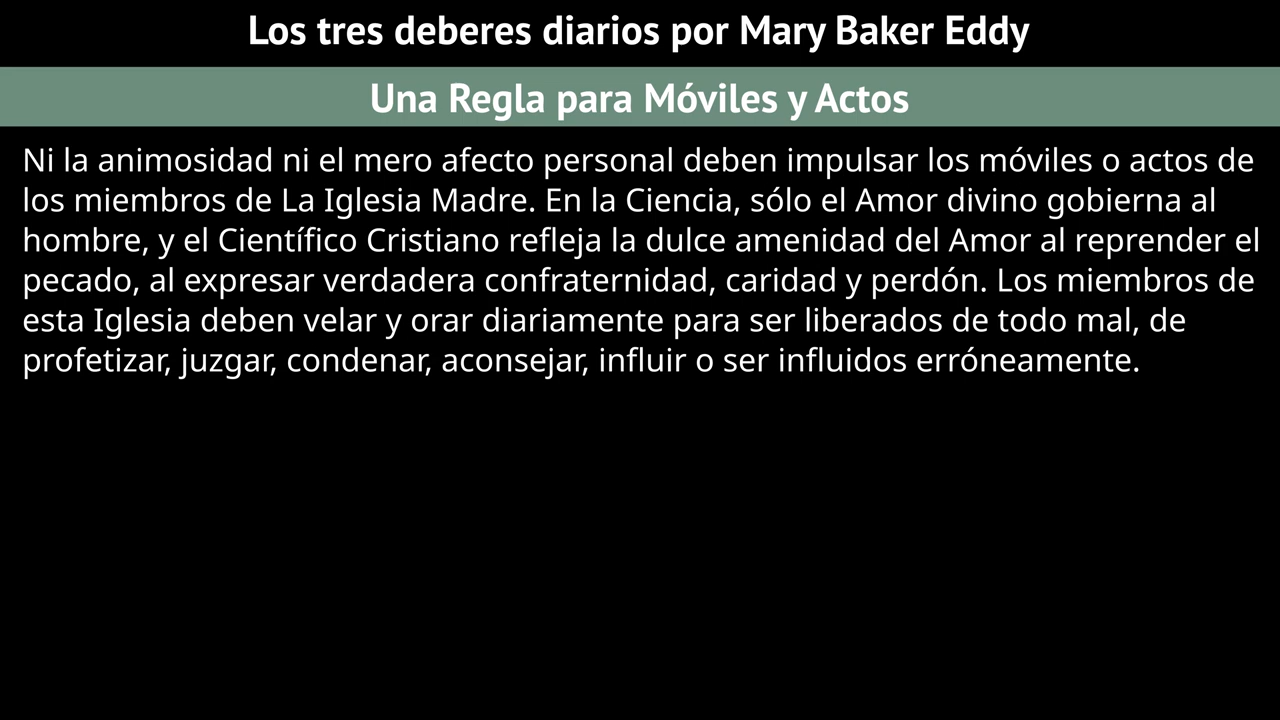 Los tres deberes diarios por Mary Baker Eddy
Una Regla para Móviles y Actos
Ni la animosidad ni el mero afecto personal deben impulsar los móviles o actos de
los miembros de La Iglesia Madre. En la Ciencia, sólo el Amor divino gobierna al
hombre, y el Científico Cristiano refleja la dulce amenidad del Amor al reprender el
pecado, al expresar verdadera confraternidad, caridad y perdón. Los miembros de
esta Iglesia deben velar y orar diariamente para ser liberados de todo mal, de
profetizar, juzgar, condenar, aconsejar, influir o ser influidos erróneamente.